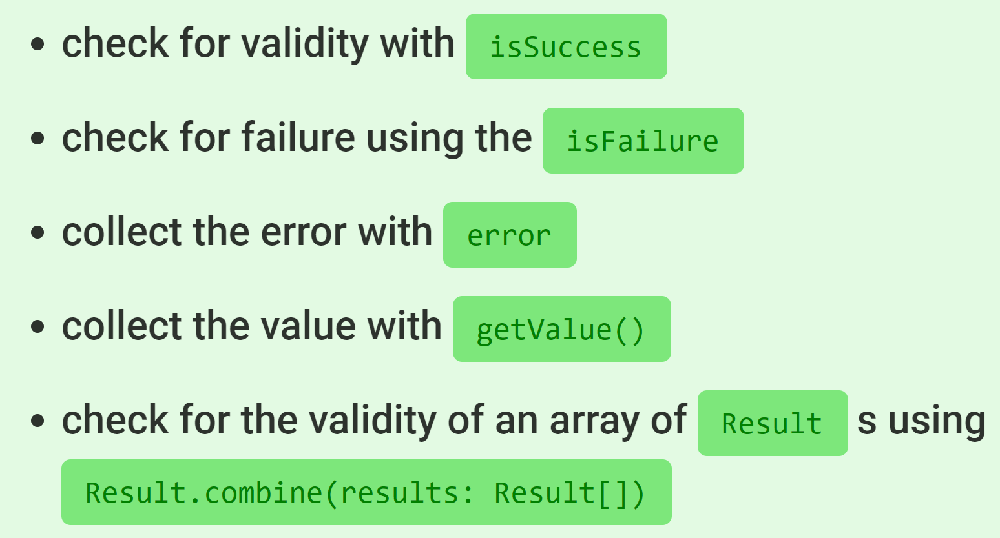 • check for validity with isSuccess
• check for failure using the isFailure
• collect the error with error
• collect the value with getValue()
• check for the validity of an array of Result s using
Result.combine(results: Result[])